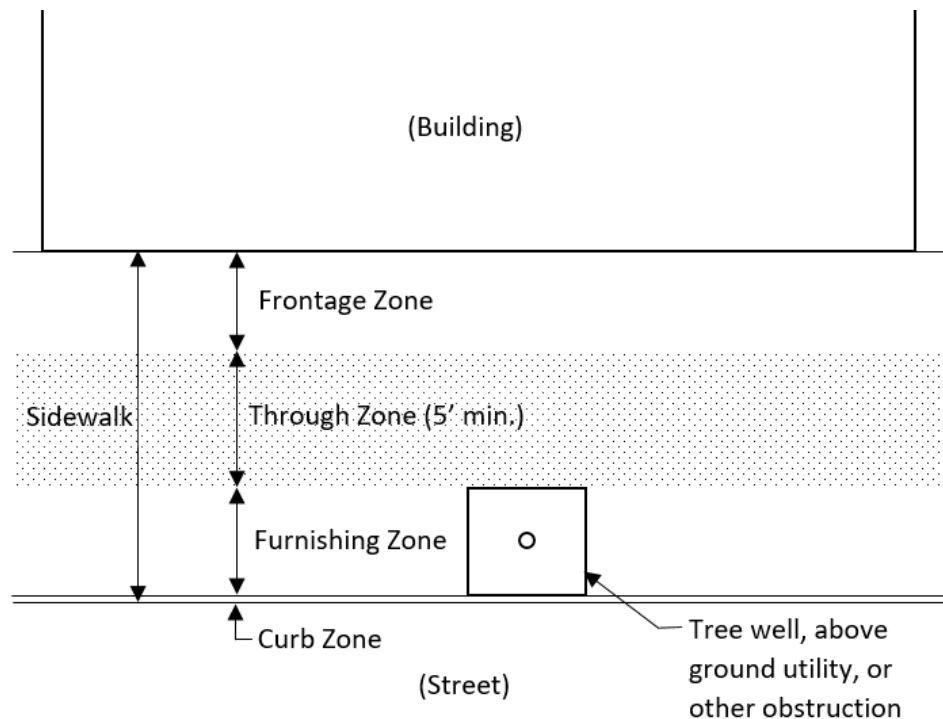 (Building)
Frontage Zone
Sidewalk
Through Zone (5’ min.)
Furnishing Zone
Curb Zone
Tree well, above
ground utility, or
other obstruction
(Street)